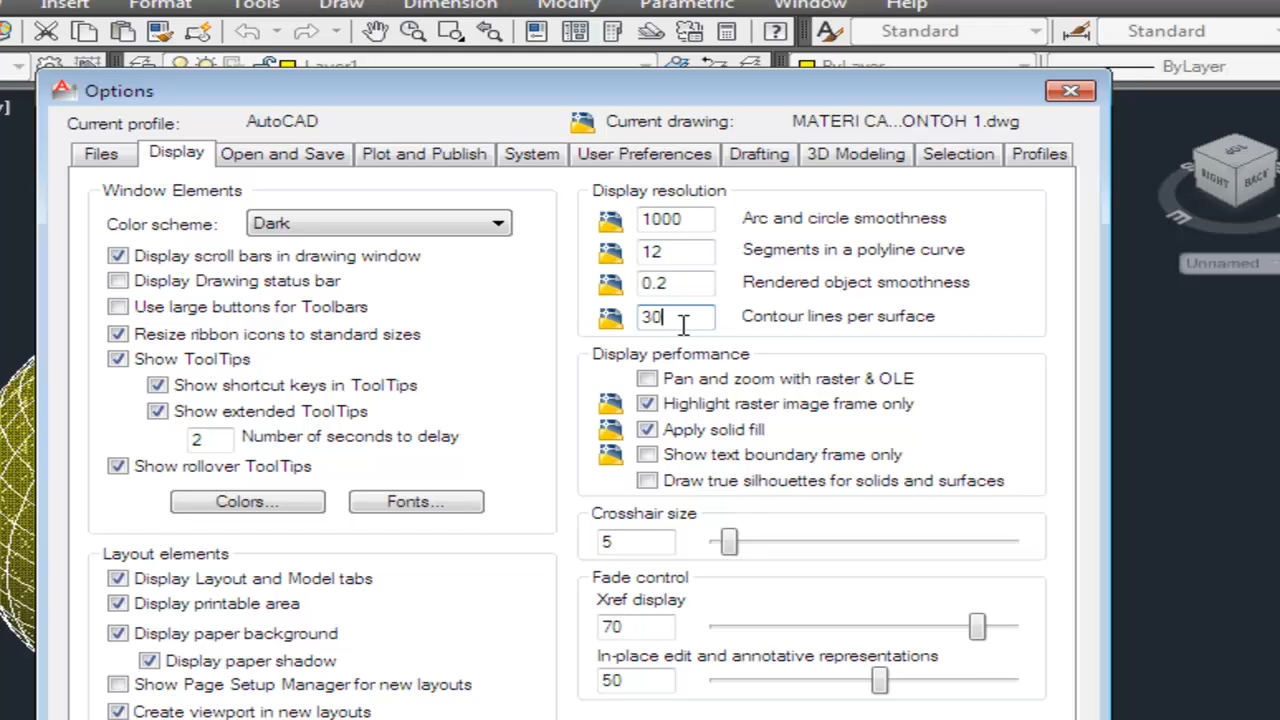 Insert Format Tools Draw Dimension Modify Parametric Window Help
Standard Standard
Layer1 ByLayer ByLayer
Options
Current profile: AutoCAD Current drawing: MATERI CA...ONTOH 1.dwg
Files Display Open and Save Plot and Publish System User Preferences Drafting 3D Modeling Selection Profiles
Window Elements
Color scheme: Dark
Display scroll bars in drawing window
Display Drawing status bar
Use large buttons for Toolbars
Resize ribbon icons to standard sizes
Show ToolTips
Show shortcut keys in ToolTips
Show extended ToolTips
2 Number of seconds to delay
Show rollover ToolTips
Colors... Fonts...
Layout elements
Display Layout and Model tabs
Display printable area
Display paper background
Display paper shadow
Show Page Setup Manager for new layouts
Create viewport in new layouts
Display resolution
1000 Arc and circle smoothness
12 Segments in a polyline curve
0.2 Rendered object smoothness
30 Contour lines per surface
Display performance
Pan and zoom with raster & OLE
Highlight raster image frame only
Apply solid fill
Show text boundary frame only
Draw true silhouettes for solids and surfaces
Crosshair size
5
Fade control
Xref display
70
In-place edit and annotative representations
50
TOP
RIGHT BACK
E
Unnamed